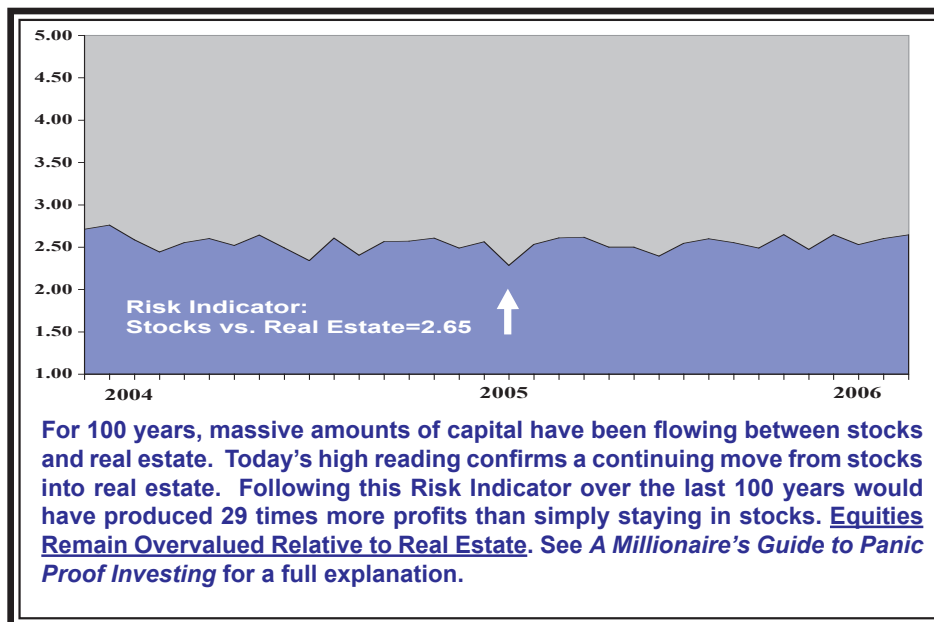 5.00
4.50
4.00
3.50
3.00
2.50
2.00
1.50
1.00
Risk Indicator:
Stocks vs. Real Estate=2.65
2004 2005 2006
For 100 years, massive amounts of capital have been flowing between stocks
and real estate. Today's high reading confirms a continuing move from stocks
into real estate. Following this Risk Indicator over the last 100 years would
have produced 29 times more profits than simply staying in stocks. Equities
Remain Overvalued Relative to Real Estate. See A Millionaire's Guide to Panic
Proof Investing for a full explanation.